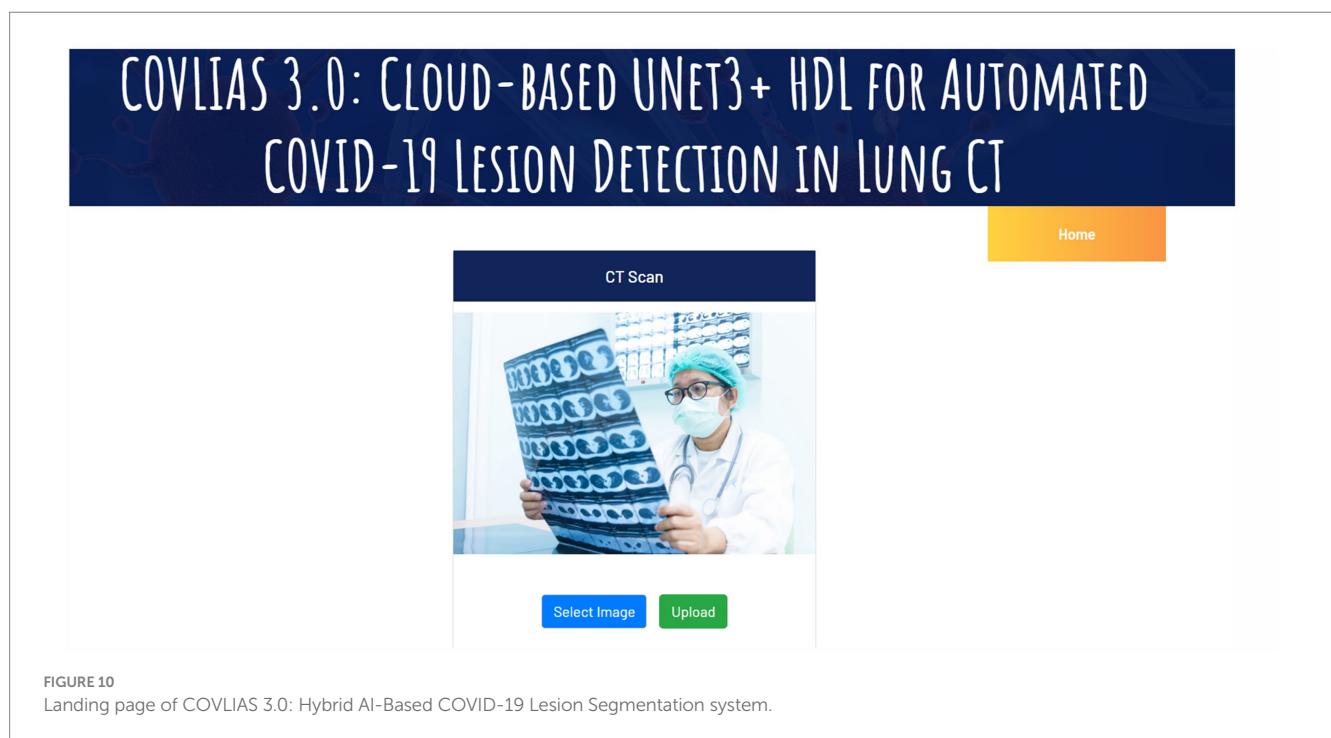 COVLIAS 3.0: Cloud-based UNet3+ HDL for Automated
COVID-19 Lesion Detection in Lung CT
Home
CT Scan
Select Image
Upload
FIGURE 10
Landing page of COVLIAS 3.0: Hybrid AI-Based COVID-19 Lesion Segmentation system.